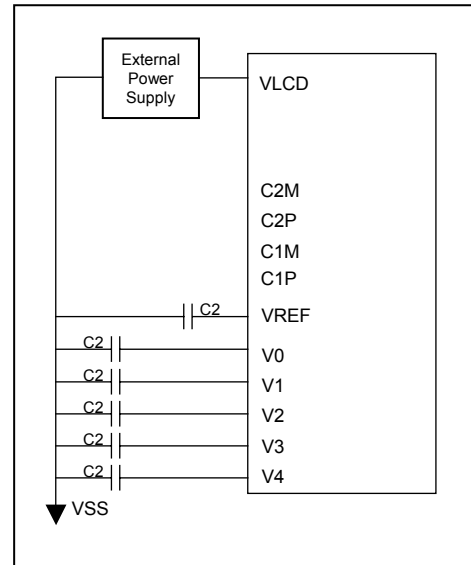 External
Power
Supply
VLCD
C2M
C2P
C1M
C1P
C2
VREF
C2
V0
C2
V1
C2
V2
C2
V3
C2
V4
VSS